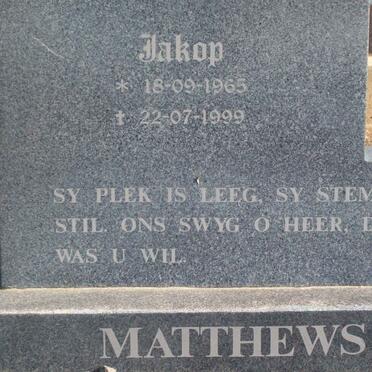 Jakop
* 18-09-1965
† 22-07-1999
SY PLEK IS LEEG, SY STEM
STIL. ONS SWYG O HEER,
WAS U WIL.
MATTHEWS